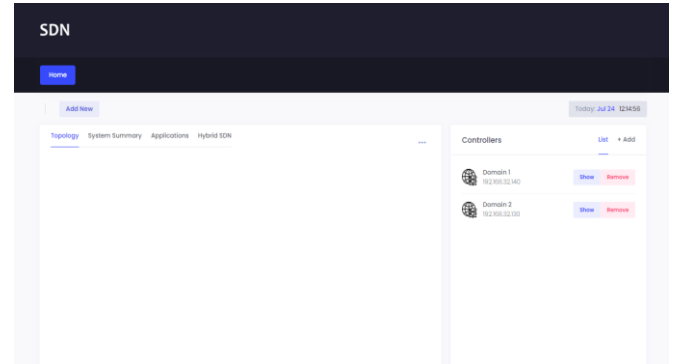 SDN
Home
Add New
Today: Jul 24 12:14:56
Topology System Summary Applications Hybrid SDN ...
Controllers List + Add
Domain 1
192.168.32.140
Show Remove
Domain 2
192.168.32.130
Show Remove